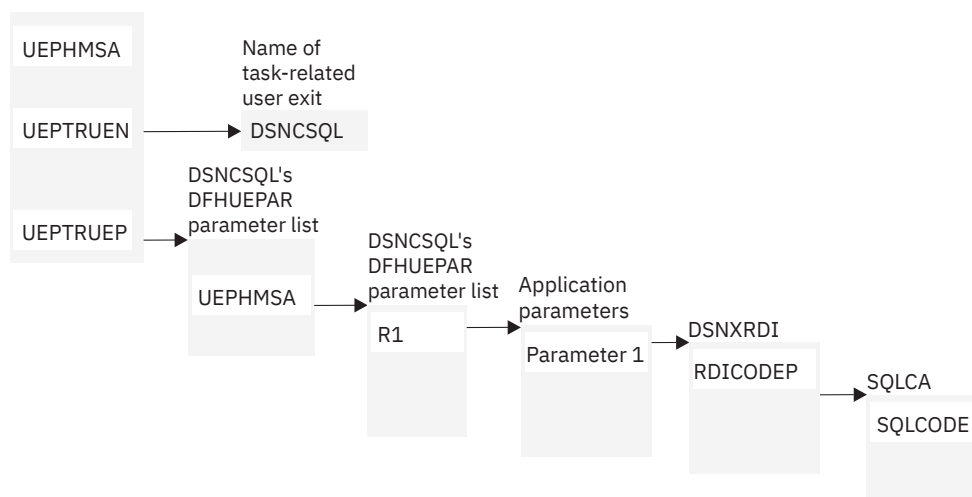 UEPHMSA
Name of
task-related
user exit
UEPTRUEN
DSNCSQL
DSNCSQL's
DFHUEPAR
parameter list
UEPTRUEP
UEPHMSA
DSNCSQL's
DFHUEPAR
parameter list
R1
Application
parameters
Parameter 1
DSNXRDI
RDICODEP
SQLCA
SQLCODE